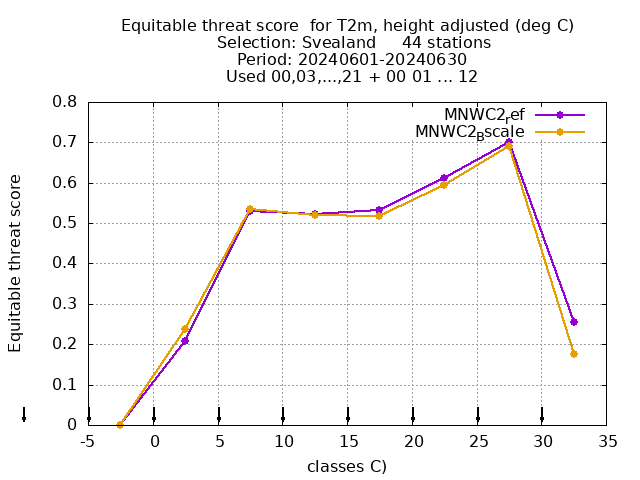 Equitable threat score  for T2m, height adjusted (deg C)
Selection: Svealand     44 stations
Period: 20240601-20240630
Used 00,03,...,21 + 00 01 ... 12
MNWC2ref
MNWC2Bscale
Equitable threat score
0.8
0.7
0.6
0.5
0.4
0.3
0.2
0.1
0
-5 0 5 10 15 20 25 30 35
classes C)